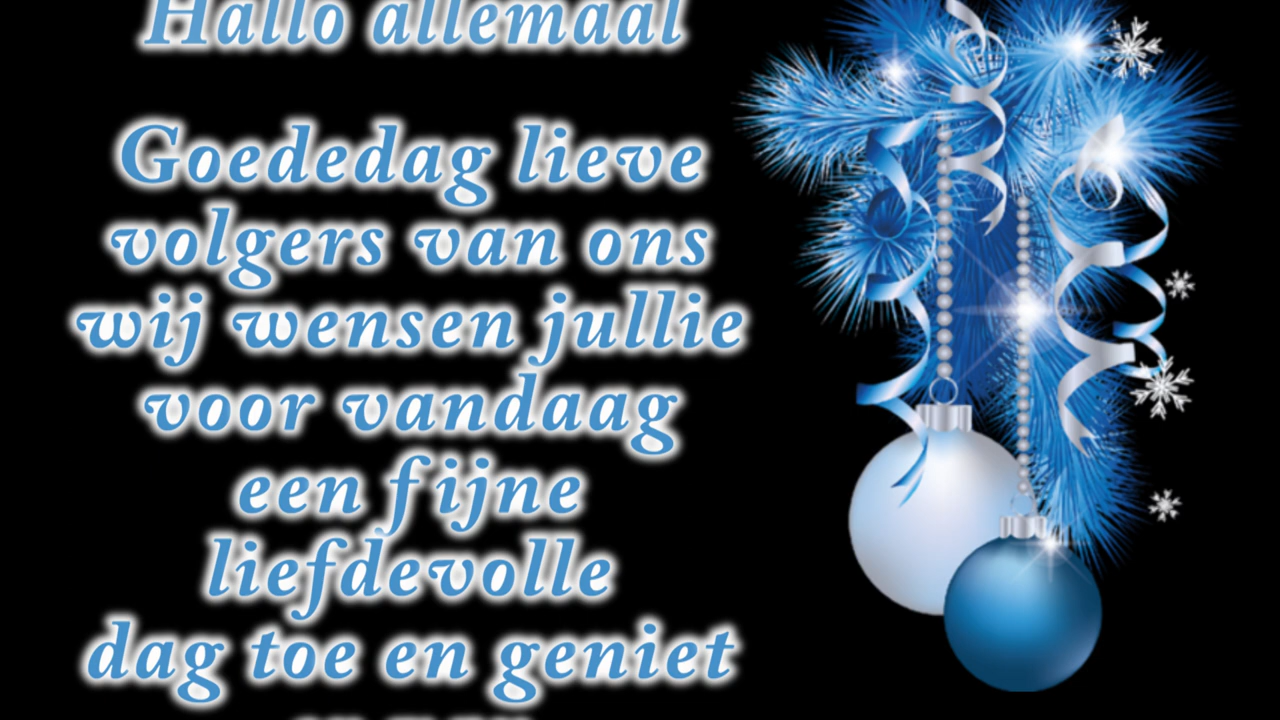 Hallo allemaal
Goededag lieve
volgers van ons
wij wensen jullie
voor vandaag
een fijne
liefdevolle
dag toe en geniet